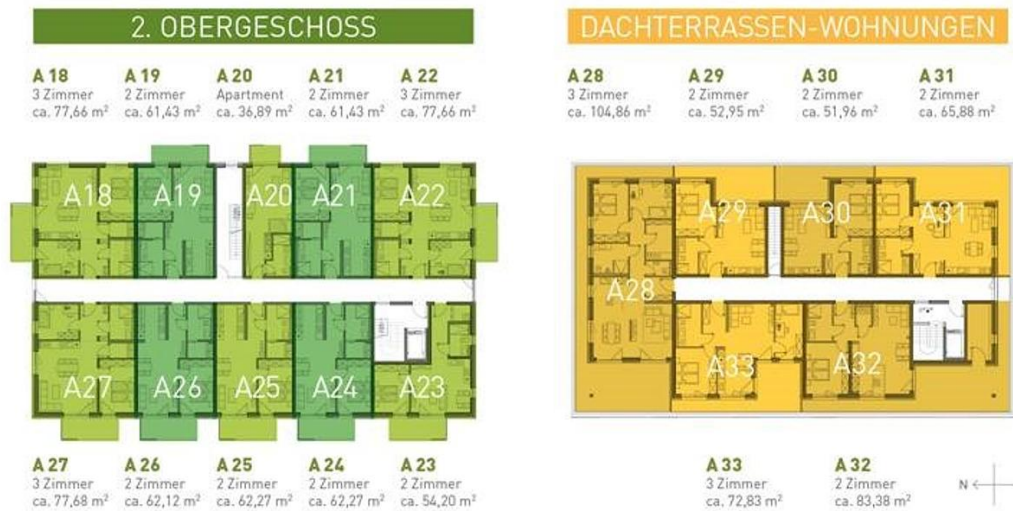 2. OBERGESCHOSS
A 18
3 Zimmer
ca. 77,66 m²
A 19
2 Zimmer
ca. 61,43 m²
A 20
Apartment
ca. 36,89 m²
A 21
2 Zimmer
ca. 61,43 m²
A 22
3 Zimmer
ca. 77,66 m²
A18
A19
A20
A21
A22
A27
A26
A25
A24
A23
A 27
3 Zimmer
ca. 77,68 m²
A 26
2 Zimmer
ca. 62,12 m²
A 25
2 Zimmer
ca. 62,27 m²
A 24
2 Zimmer
ca. 62,27 m²
A 23
2 Zimmer
ca. 54,20 m²
DACHTERRASSEN-WOHNUNGEN
A 28
3 Zimmer
ca. 104,86 m²
A 29
2 Zimmer
ca. 52,95 m²
A 30
2 Zimmer
ca. 51,96 m²
A 31
2 Zimmer
ca. 65,88 m²
A29
A30
A31
A28
A33
A32
A 33
3 Zimmer
ca. 72,83 m²
A 32
2 Zimmer
ca. 83,38 m²
N